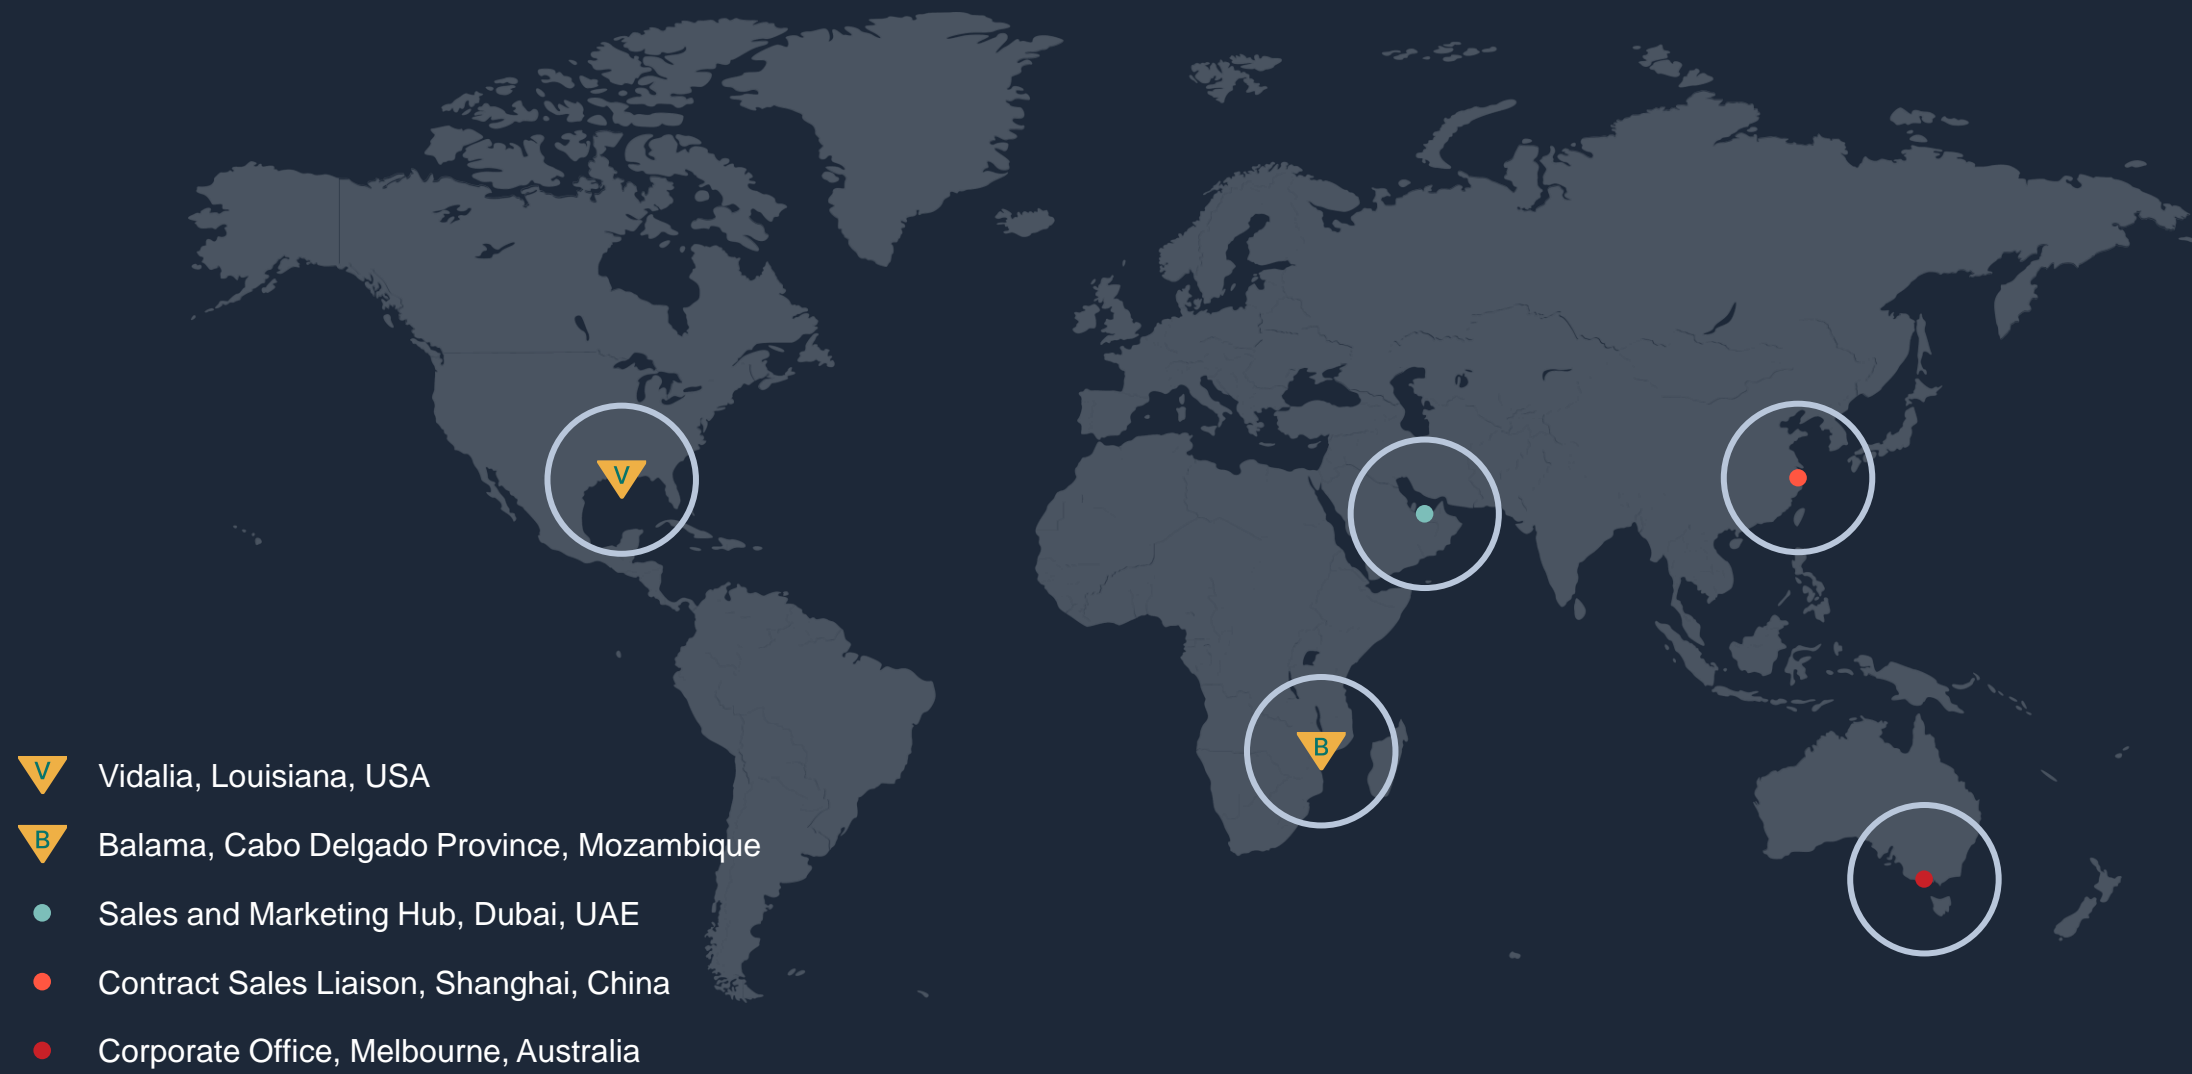 V
B
V Vidalia, Louisiana, USA
B Balama, Cabo Delgado Province, Mozambique
Sales and Marketing Hub, Dubai, UAE
Contract Sales Liaison, Shanghai, China
Corporate Office, Melbourne, Australia